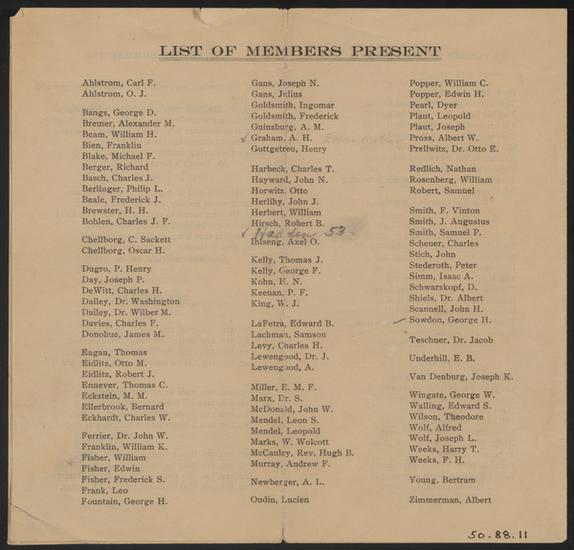 LIST OF MEMBERS PRESENT
Ahlstrom, Carl F.
Ahlstrom, O. J.
Bangs, George D.
Bremer, Alexander M.
Beam, William H.
Bien, Franklin
Blake, Michael F.
Berger, Richard
Basch, Charles J.
Berlinger, Philip L.
Beale, Frederick J.
Brewster, H. H.
Bohlen, Charles J. F.
Chellborg, C. Sackett
Chellborg, Oscar H.
Dugro, P. Henry
Day, Joseph P.
DeWitt, Charles H.
Dailey, Dr. Washington
Dailey, Dr. Wilber M.
Davies, Charles F.
Donohue, James M.
Eagan, Thomas
Eidlitz, Otto M.
Eidlitz, Robert J.
Ennever, Thomas C.
Eckstein, M. M.
Ellerbrook, Bernard
Eckhardt, Charles W.
Ferrier, Dr. John W.
Franklin, William K.
Fisher, William
Fisher, Edwin
Fisher, Frederick S.
Frank, Leo
Fountain, George H.
Gans, Joseph N.
Gans, Julius
Goldsmith, Ingomar
Goldsmith, Frederick
Guinzburg, A. M.
Graham, A. H.
Gottgetreu, Henry
Harbeck, Charles T.
Hayward, John N.
Horwitz, Otto
Herlihy, John J.
Herbert, William
Hirsch, Robert B.
Hadden 53
Ihlseng, Axel O.
Kelly, Thomas J.
Kelly, George F.
Kohn, H. N.
Keenan, P. F.
King, W. J.
LaFetra, Edward B.
Lachman, Samson
Levy, Charles H.
Lewengood, Dr. J.
Lewengood, A.
Miller, E. M. F.
Marx, Dr. S.
McDonald, John W.
Mendel, Leon S.
Mendel, Leopold
Marks, W. Wolcott
McCauley, Rev. Hugh B.
Murray, Andrew F.
Newberger, A. L.
Oudin, Lucien
Popper, William C.
Popper, Edwin H.
Pearl, Dyer
Plaut, Leopold
Plaut, Joseph
Pross, Albert W.
Prellwitz, Dr. Otto E.
Redlich, Nathan
Rosenberg, William
Robert, Samuel
Smith, F. Vinton
Smith, J. Augustus
Smith, Samuel P.
Scheuer, Charles
Stich, John
Stederoth, Peter
Simm, Isaac A.
Schwarzkopf, D.
Shiels, Dr. Albert
Scannell, John H.
Sowdon, George H.
Teschner, Dr. Jacob
Underhill, E. B.
Van Denburg, Joseph K.
Wingate, George W.
Walling, Edward S.
Wilson, Theodore
Wolf, Alfred
Wolf, Joseph L.
Weeks, Harry T.
Weeks, F. H.
Young, Bertram
Zimmerman, Albert
50.88.11